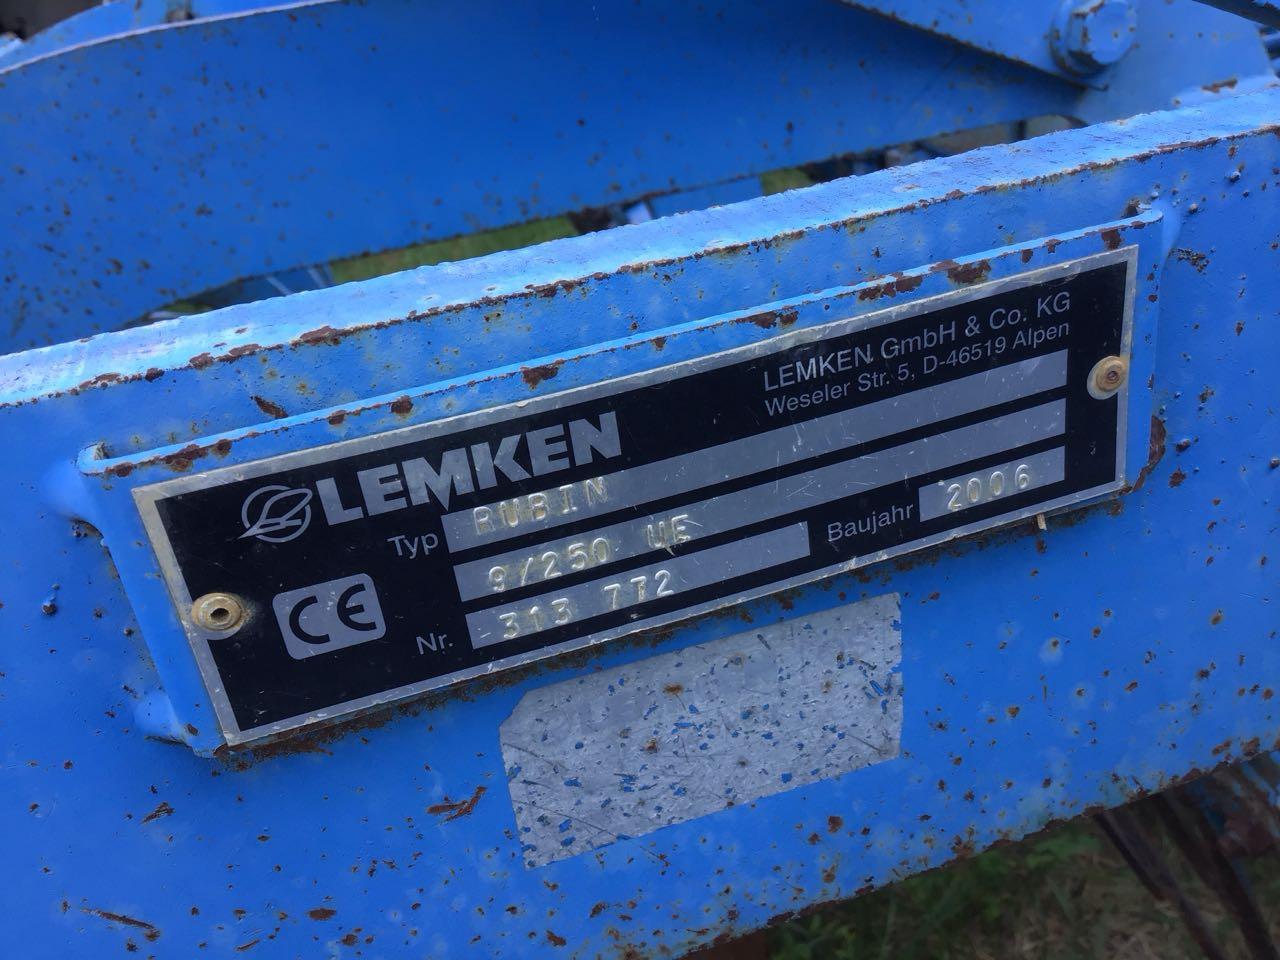 LEMKEN
LEMKEN GmbH & Co. KG
Weseler Str. 5, D-46519 Alpen
Typ RUBIN
9/250 UE
Baujahr 2006
CE
Nr. 313 772